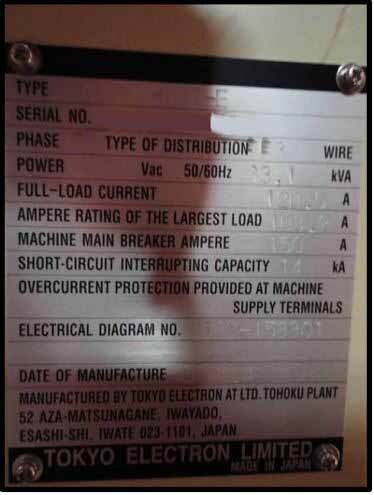 TYPE
SERIAL NO.
PHASE TYPE OF DISTRIBUTION WIRE
POWER Vac 50/60Hz kVA
FULL-LOAD CURRENT A
AMPERE RATING OF THE LARGEST LOAD A
MACHINE MAIN BREAKER AMPERE 150 A
SHORT-CIRCUIT INTERRUPTING CAPACITY 14 kA
OVERCURRENT PROTECTION PROVIDED AT MACHINE
SUPPLY TERMINALS
ELECTRICAL DIAGRAM NO.
DATE OF MANUFACTURE
MANUFACTURED BY TOKYO ELECTRON AT LTD. TOHOKU PLANT
52 AZA-MATSUNAGANE, IWAYADO,
ESASHI-SHI, IWATE 023-1101, JAPAN
TOKYO ELECTRON LIMITED
MADE IN JAPAN